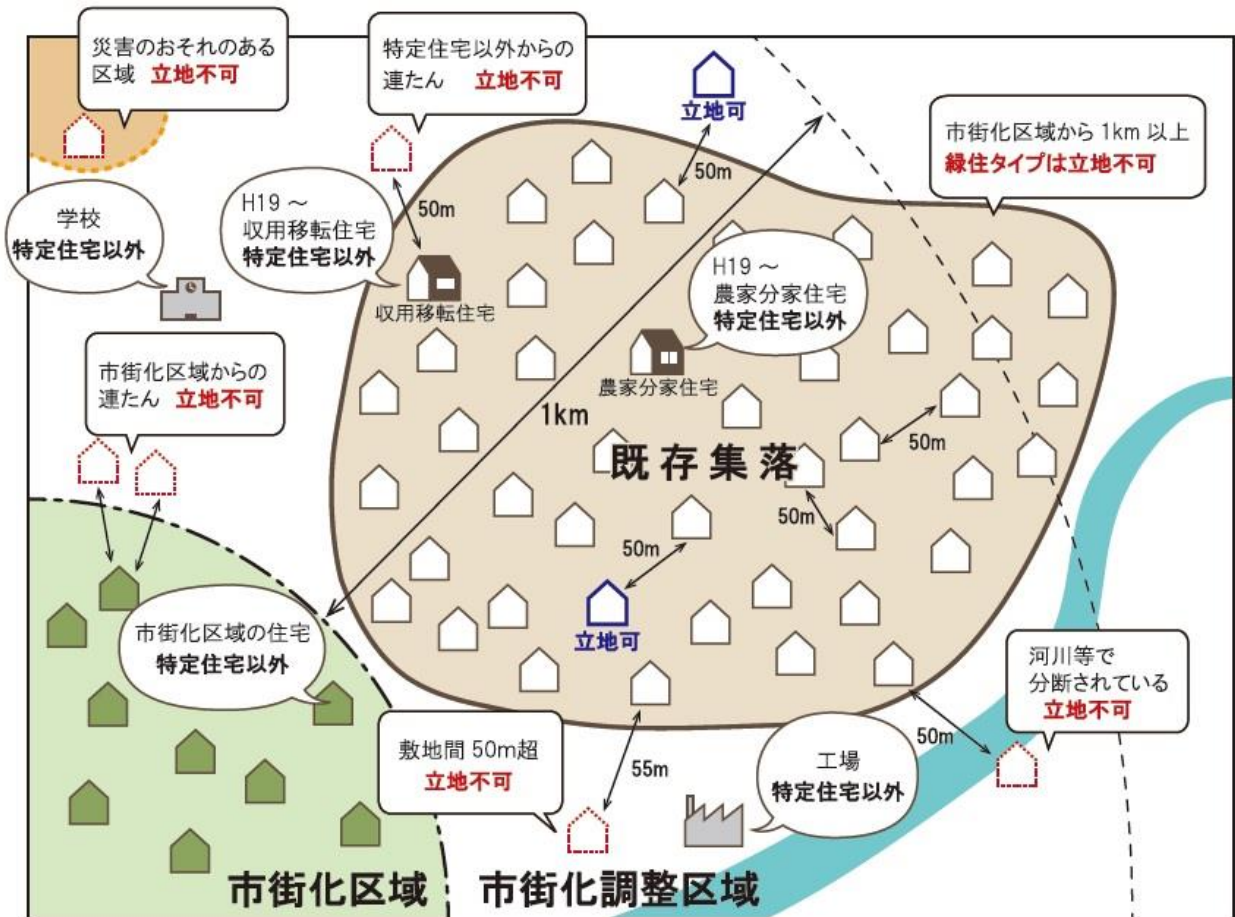 災害のおそれのある
区域 立地不可
特定住宅以外からの
連たん 立地不可
立地可
50m
市街化区域から1km以上
緑住タイプは立地不可
学校
特定住宅以外
H19～
収用移転住宅
特定住宅以外
50m
収用移転住宅
H19～
農家分家住宅
特定住宅以外
農家分家住宅
市街化区域からの
連たん 立地不可
1km
既存集落
50m
50m
50m
立地可
市街化区域の住宅
特定住宅以外
河川等で
分断されている
立地不可
50m
敷地間50m超
立地不可
55m
工場
特定住宅以外
市街化区域
市街化調整区域